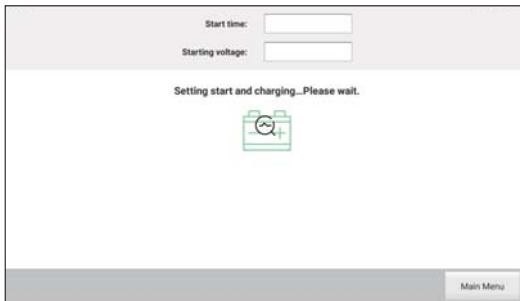 Start time:
Starting voltage:
Setting start and charging...Please wait.
Main Menu